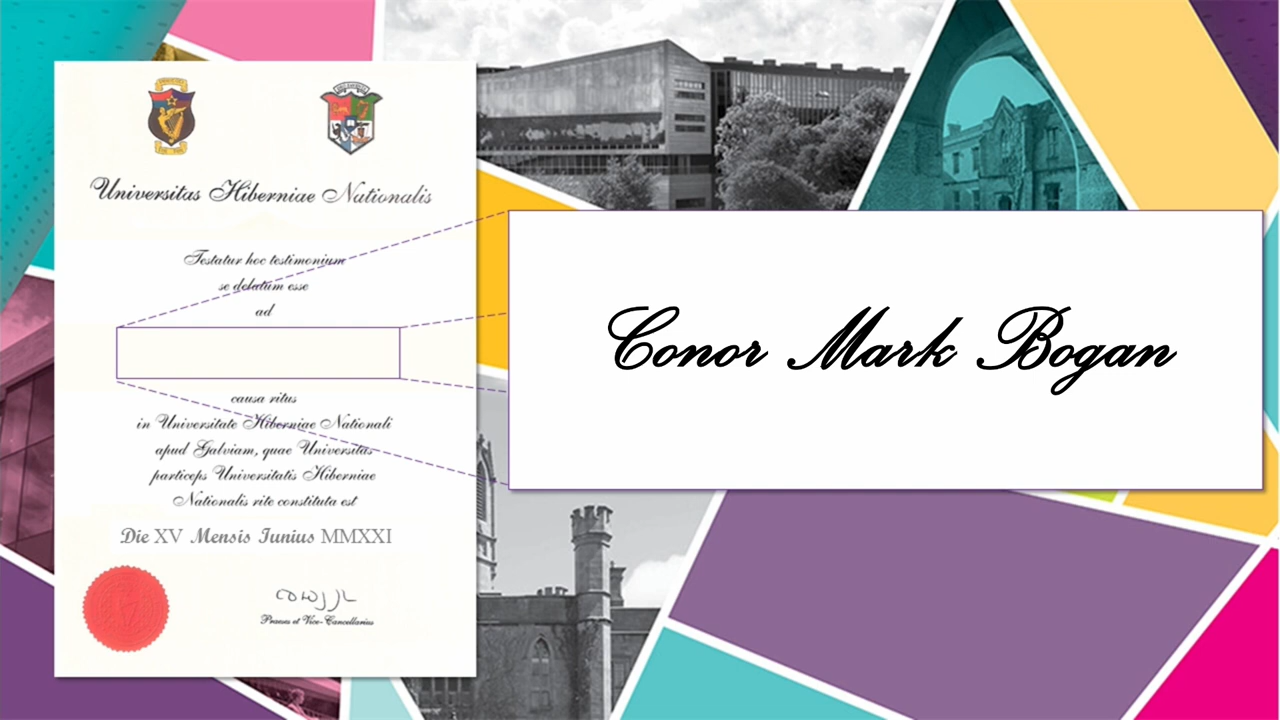 Universitas Hiberniae Nationalis
Testatur hoc testimonium
se delatum esse
ad
Conor Mark Bogan
causa ritus
in Universitate Hiberniae Nationali
apud Galviam, quae Universitas
particeps Universitatis Hiberniae
Nationalis rite constituta est
Die XV Mensis Iunius MMXXI
Praeses et Vice-Cancellarius